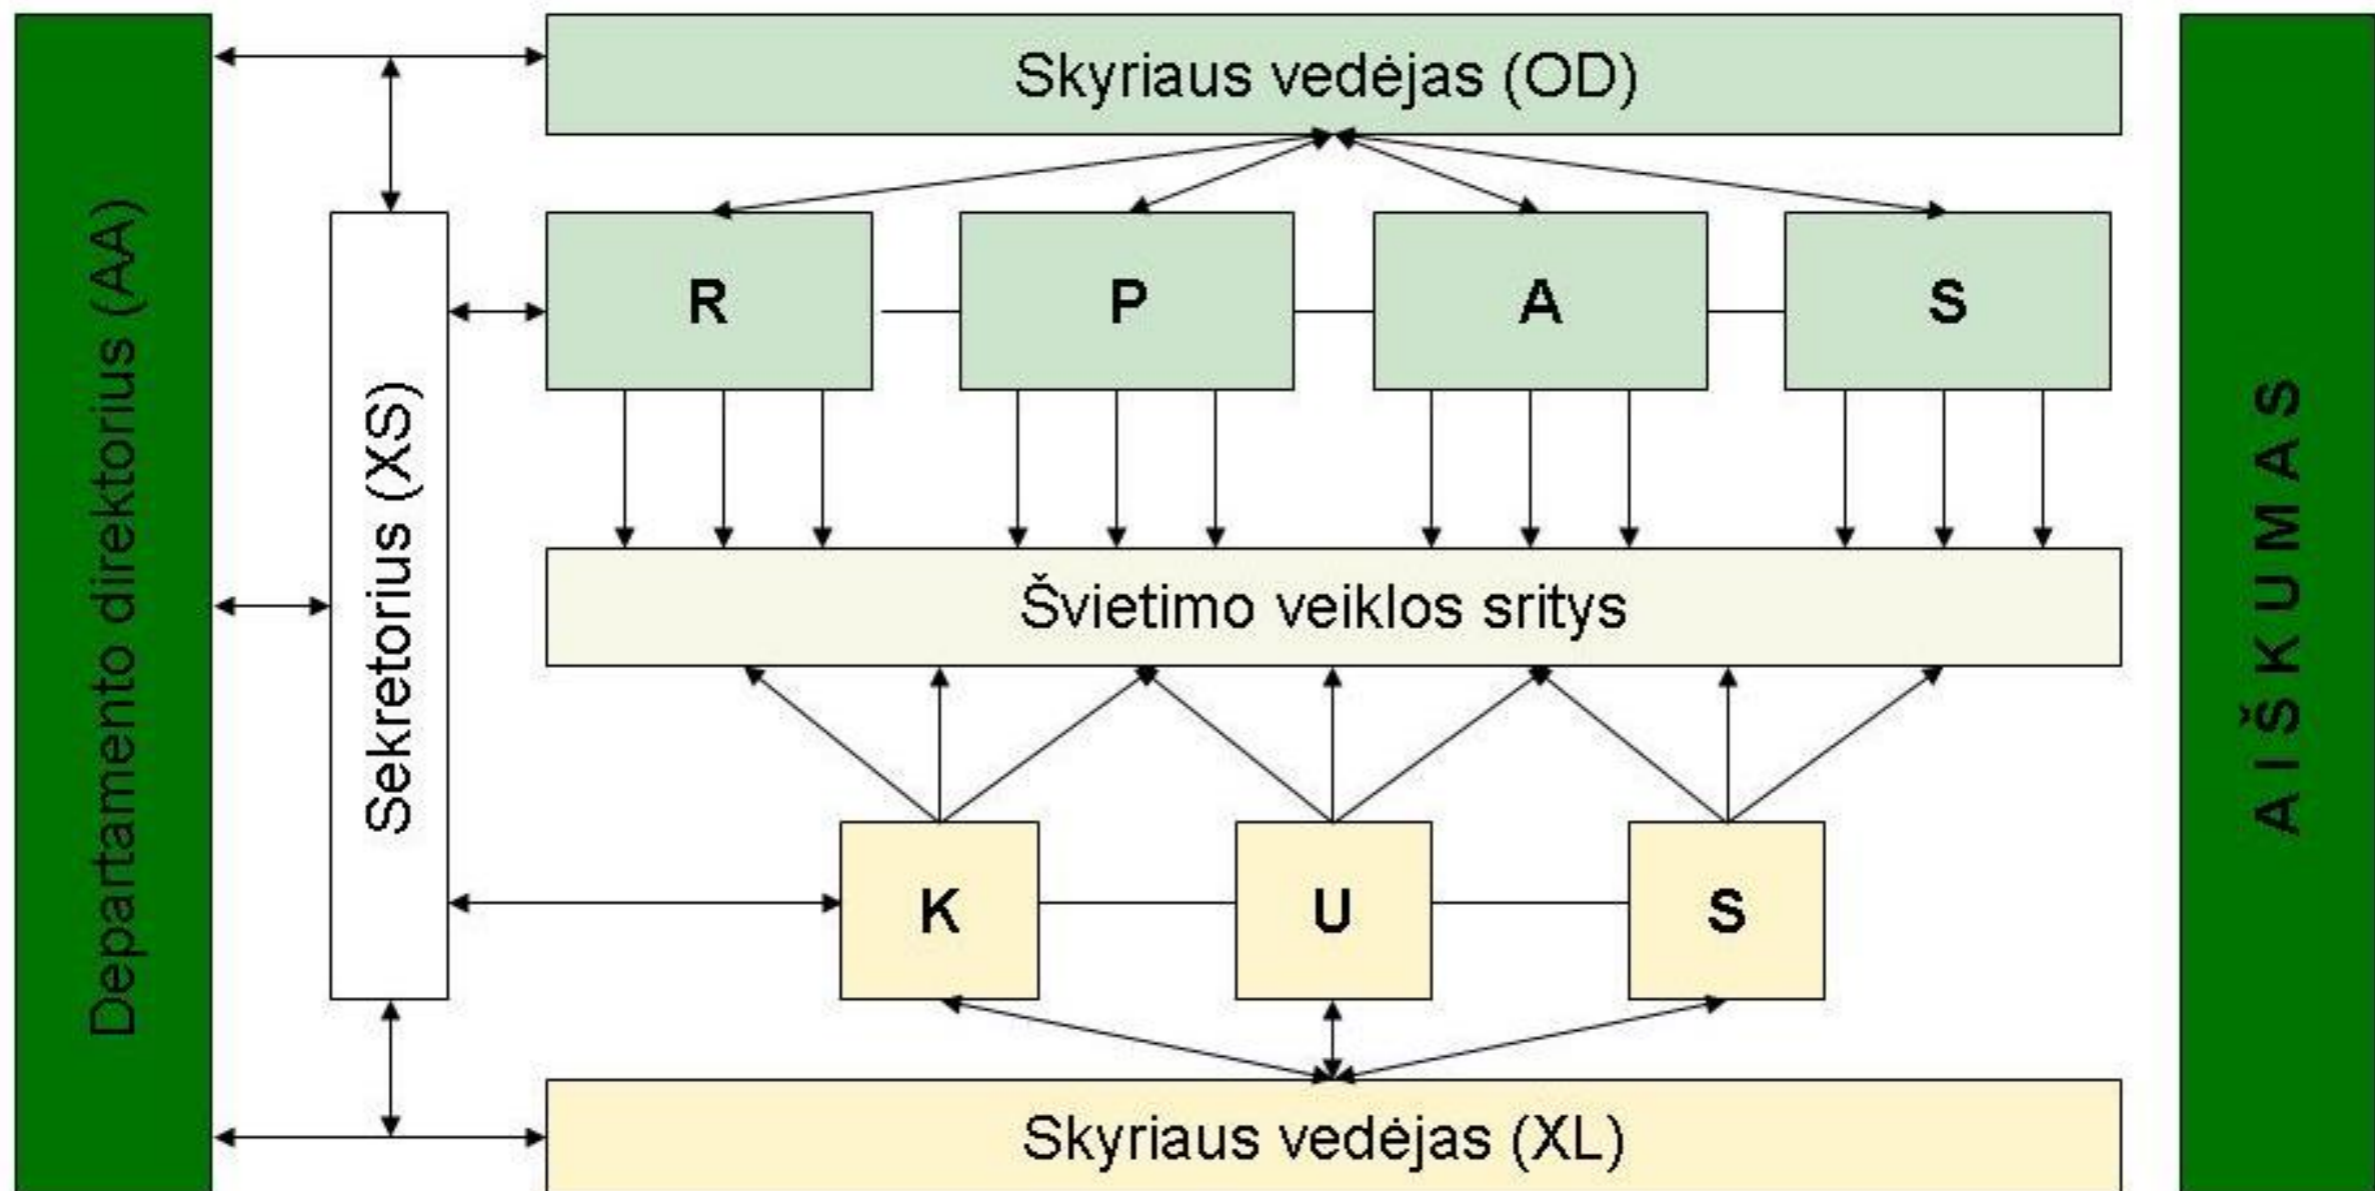 Departamento direktorius (AA)
Skyriaus vedėjas (OD)
Sekretorius (XS)
R
P
A
S
Švietimo veiklos sritys
K
U
S
Skyriaus vedėjas (XL)
AIŠKUMAS